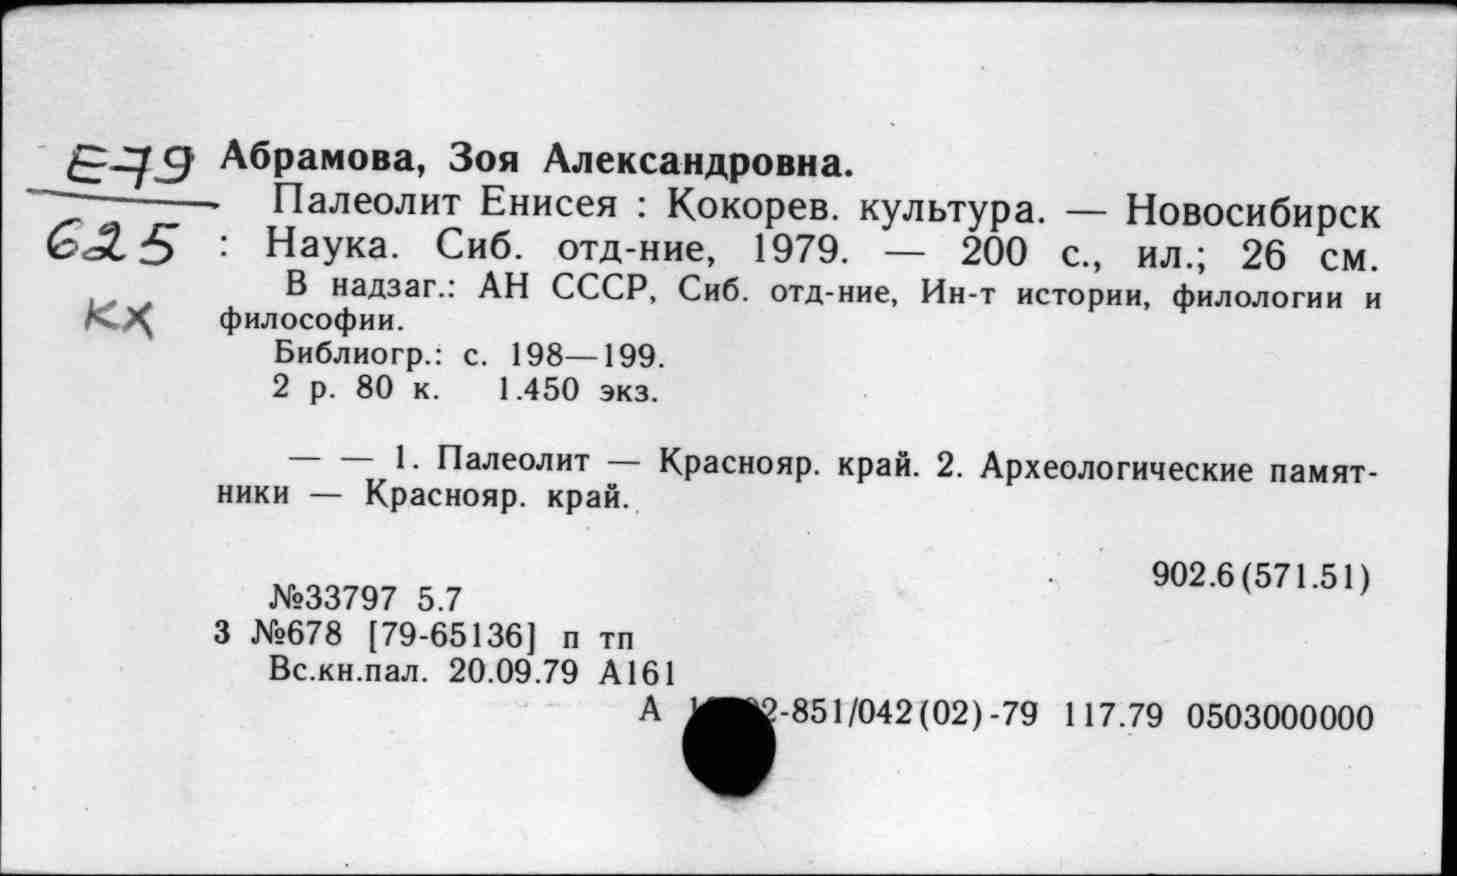 Е-79
625
КХ
Абрамова, Зоя Александровна.
Палеолит Енисея : Кокорев. культура. — Новосибирск
: Наука. Сиб. отд-ние, 1979. — 200 с., ил.; 26 см.
В надзаг.: АН СССР, Сиб. отд-ние, Ин-т истории, филологии и
философии.
Библиогр.: с. 198—199.
2 р. 80 к. 1.450 экз.
— — 1. Палеолит — Краснояр. край. 2. Археологические памят-
ники — Краснояр. край.
902.6(571.51)
№33797 5.7
3 №678 [79-65136] п тп
Вс.кн.пал. 20.09.79 А161
А 2-851/042(02)-79 117.79 0503000000